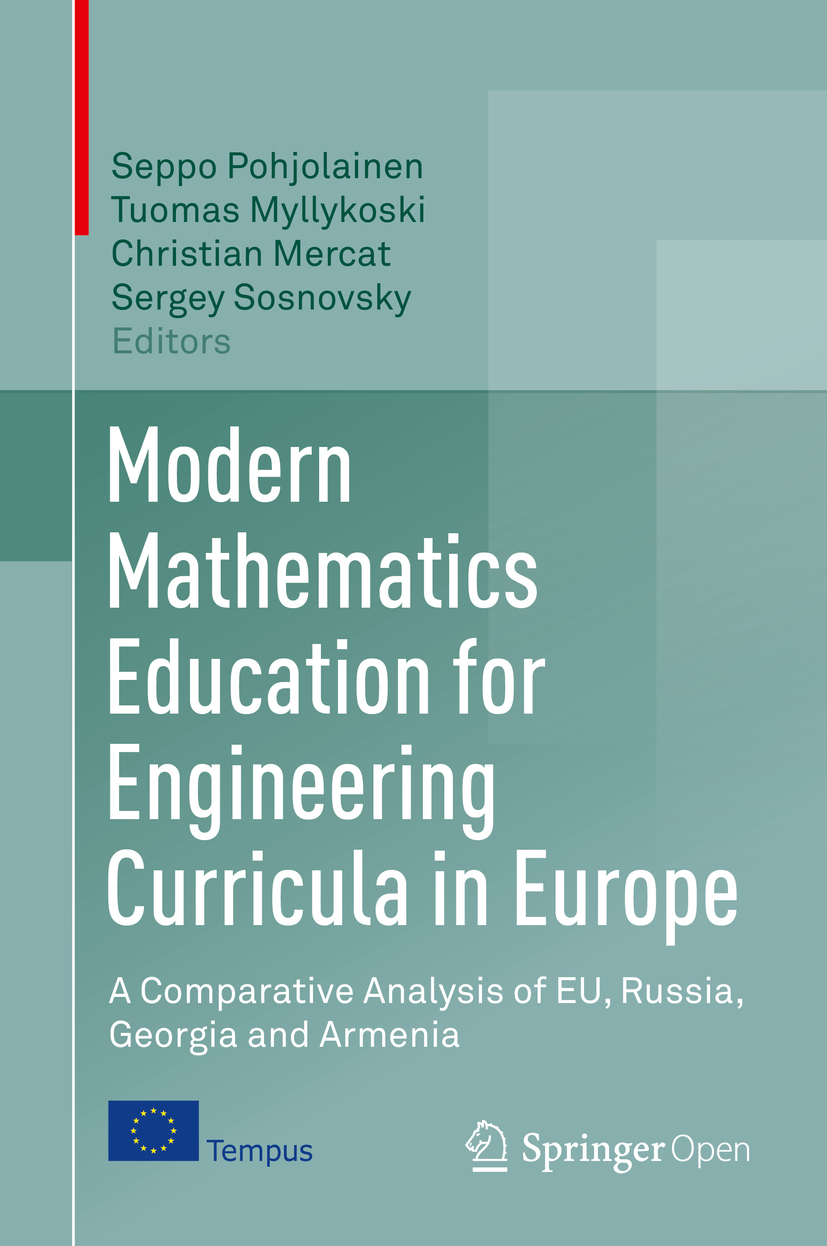 Seppo Pohjolainen
Tuomas Myllykoski
Christian Mercat
Sergey Sosnovsky
Editors
Modern
Mathematics
Education for
Engineering
Curricula in Europe
A Comparative Analysis of EU, Russia,
Georgia and Armenia
Tempus
Springer Open